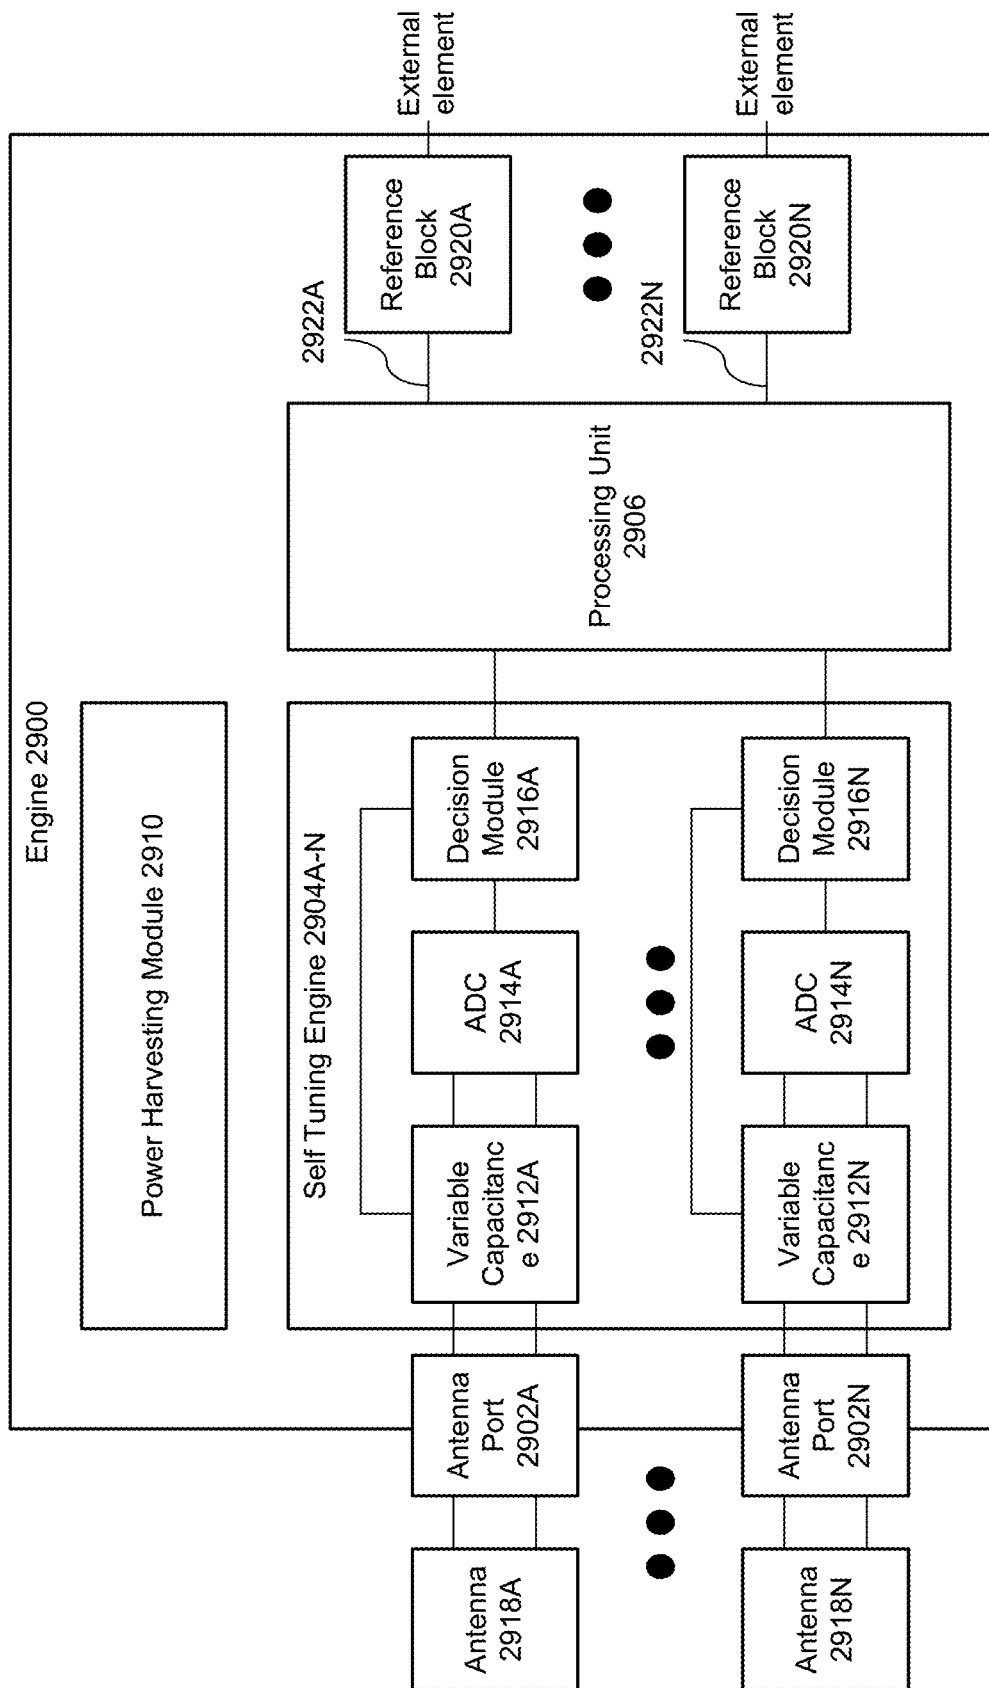 Engine 2900
Power Harvesting Module 2910
Self Tuning Engine 2904A-N
Antenna
2918A
Antenna
Port
2902A
Variable
Capacitanc
e 2912A
ADC
2914A
Decision
Module
2916A
Processing Unit
2906
2922A
Reference
Block
2920A
External
element
Antenna
2918N
Antenna
Port
2902N
Variable
Capacitanc
e 2912N
ADC
2914N
Decision
Module
2916N
2922N
Reference
Block
2920N
External
element